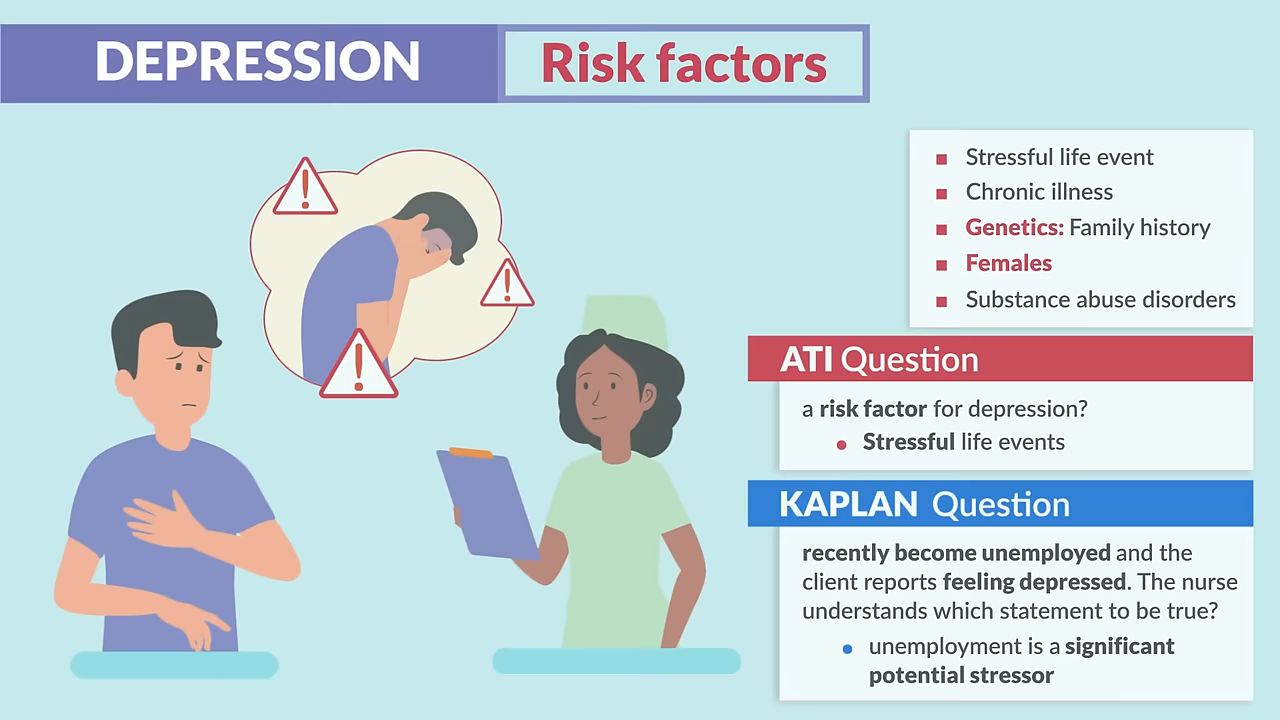 DEPRESSION
Risk factors
Stressful life event
Chronic illness
Genetics: Family history
Females
Substance abuse disorders
ATI Question
a risk factor for depression?
Stressful life events
KAPLAN Question
recently become unemployed and the
client reports feeling depressed. The nurse
understands which statement to be true?
unemployment is a significant
potential stressor